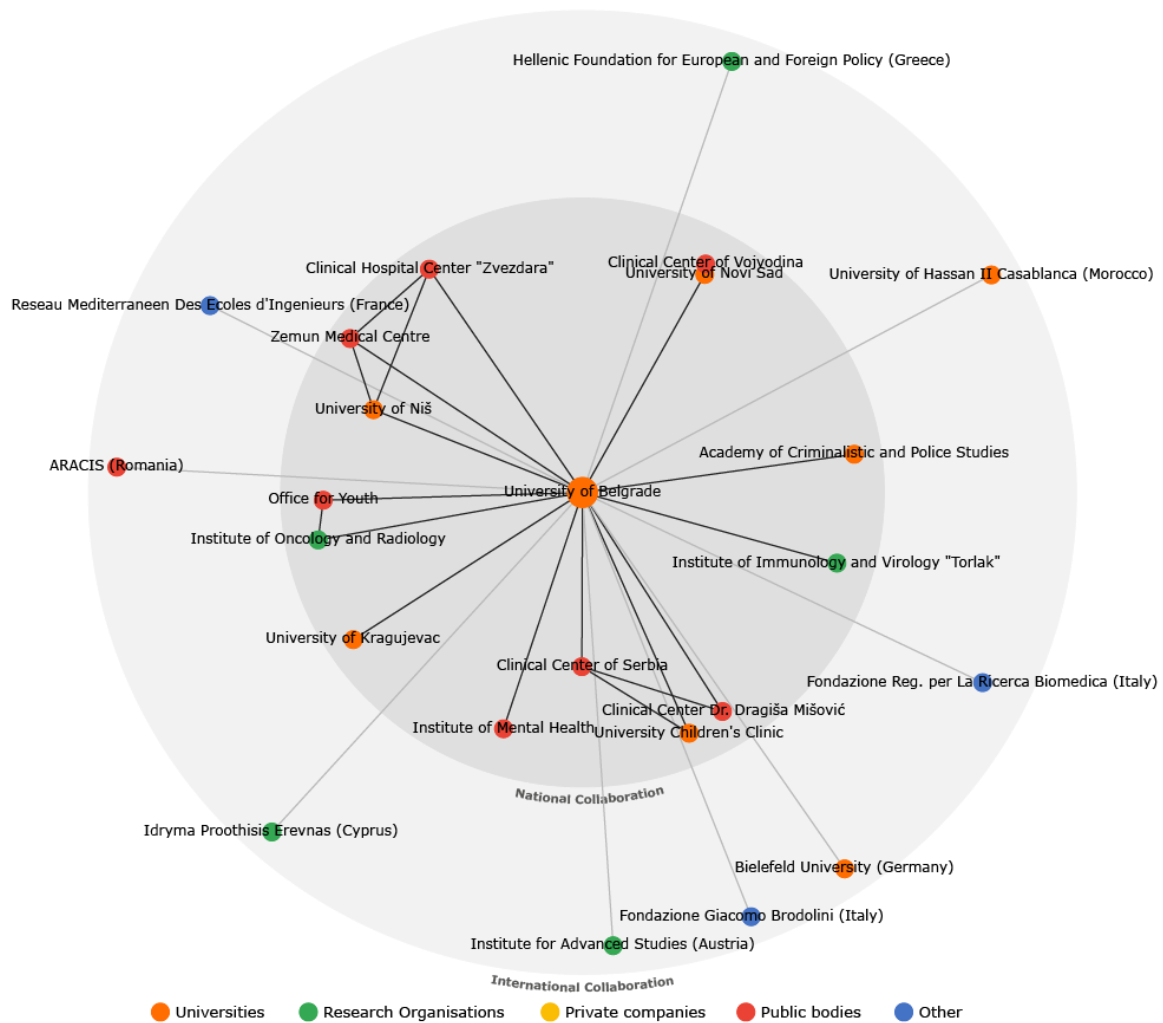 Hellenic Foundation for European and Foreign Policy (Greece)
Clinical Hospital Center "Zvezdara"
Clinical Center of Vojvodina
University of Novi Sad
University of Hassan II Casablanca (Morocco)
Reseau Mediterraneen Des Ecoles d'Ingenieurs (France)
Zemun Medical Centre
University of Niš
Academy of Criminalistic and Police Studies
ARACIS (Romania)
University of Belgrade
Office for Youth
Institute of Oncology and Radiology
Institute of Immunology and Virology "Torlak"
University of Kragujevac
Clinical Center of Serbia
Fondazione Reg. per La Ricerca Biomedica (Italy)
Clinical Center Dr. Dragiša Mišović
Institute of Mental Health
University Children's Clinic
National Collaboration
Idryma Proothisis Erevnas (Cyprus)
Bielefeld University (Germany)
Fondazione Giacomo Brodolini (Italy)
Institute for Advanced Studies (Austria)
International Collaboration
Universities
Research Organisations
Private companies
Public bodies
Other